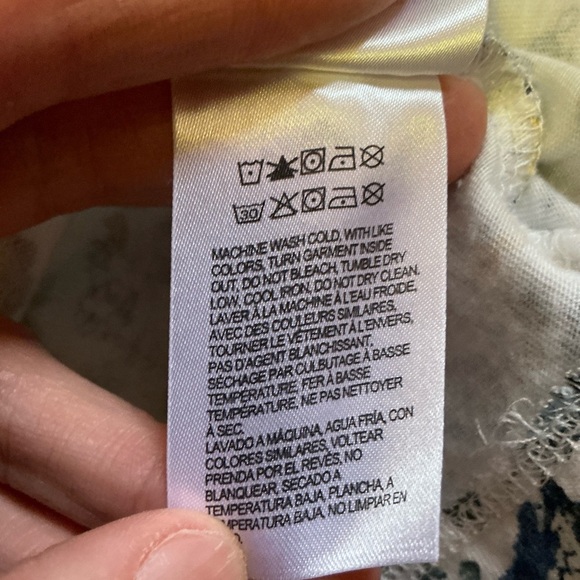 30
MACHINE WASH COLD, WITH LIKE
COLORS, TURN GARMENT INSIDE
OUT, DO NOT BLEACH, TUMBLE DRY
LOW, COOL IRON, DO NOT DRY CLEAN.
LAVER À LA MACHINE À L'EAU FROIDE,
AVEC DES COULEURS SIMILAIRES,
TOURNER LE VÊTEMENT À L'ENVERS,
PAS D'AGENT BLANCHISSANT,
SÉCHAGE PAR CULBUTAGE À BASSE
TEMPÉRATURE, FER À BASSE
TEMPÉRATURE, NE PAS NETTOYER
À SEC.
LAVADO A MÁQUINA, AGUA FRÍA, CON
COLORES SIMILARES, VOLTEAR
PRENDA POR EL REVÉS, NO
BLANQUEAR, SECADO A
TEMPERATURA BAJA, PLANCHA, A
TEMPERATURA BAJA, NO LIMPIAR EN